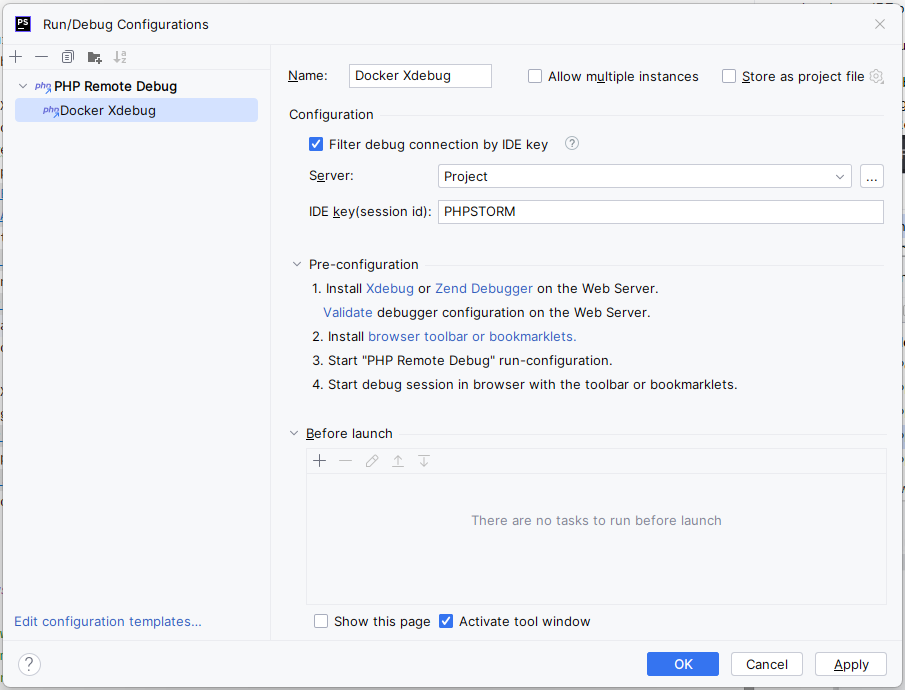 PS Run/Debug Configurations
php PHP Remote Debug
php Docker Xdebug
Edit configuration templates...
Name: Docker Xdebug Allow multiple instances Store as project file
Configuration
Filter debug connection by IDE key ?
Server: Project ...
IDE key(session id): PHPSTORM
Pre-configuration
1. Install Xdebug or Zend Debugger on the Web Server.
Validate debugger configuration on the Web Server.
2. Install browser toolbar or bookmarklets.
3. Start "PHP Remote Debug" run-configuration.
4. Start debug session in browser with the toolbar or bookmarklets.
Before launch
There are no tasks to run before launch
Show this page Activate tool window
? OK Cancel Apply